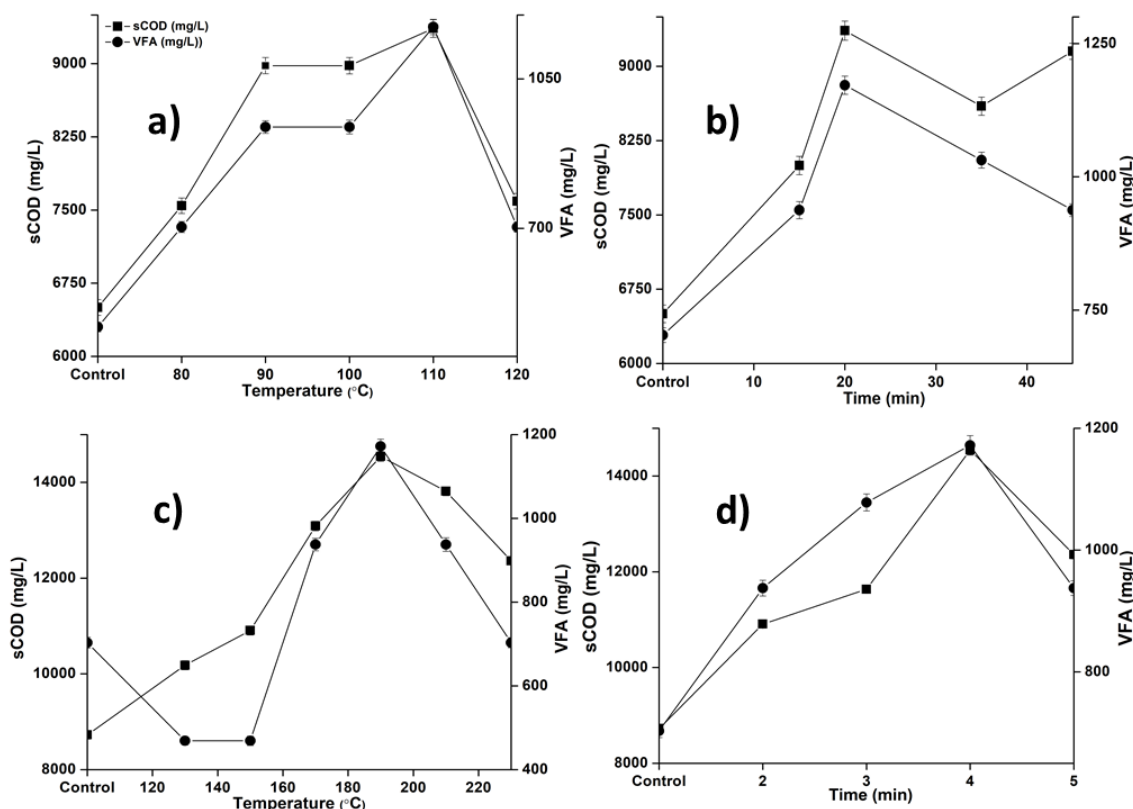 sCOD (mg/L)
VFA (mg/L))
a)
9000
8250
7500
6750
6000
sCOD (mg/L)
1050
700
VFA (mg/L)
Control 80 90 100 110 120
Temperature (°C)
b)
9000
8250
7500
6750
6000
sCOD (mg/L)
1250
1000
750
VFA (mg/L)
Control 10 20 30 40
Time (min)
c)
14000
12000
10000
8000
sCOD (mg/L)
1200
1000
800
600
400
VFA (mg/L)
Control 120 140 160 180 200 220
Temperature (°C)
d)
14000
12000
10000
8000
sCOD (mg/L)
1200
1000
800
VFA (mg/L)
Control 2 3 4 5
Time (min)